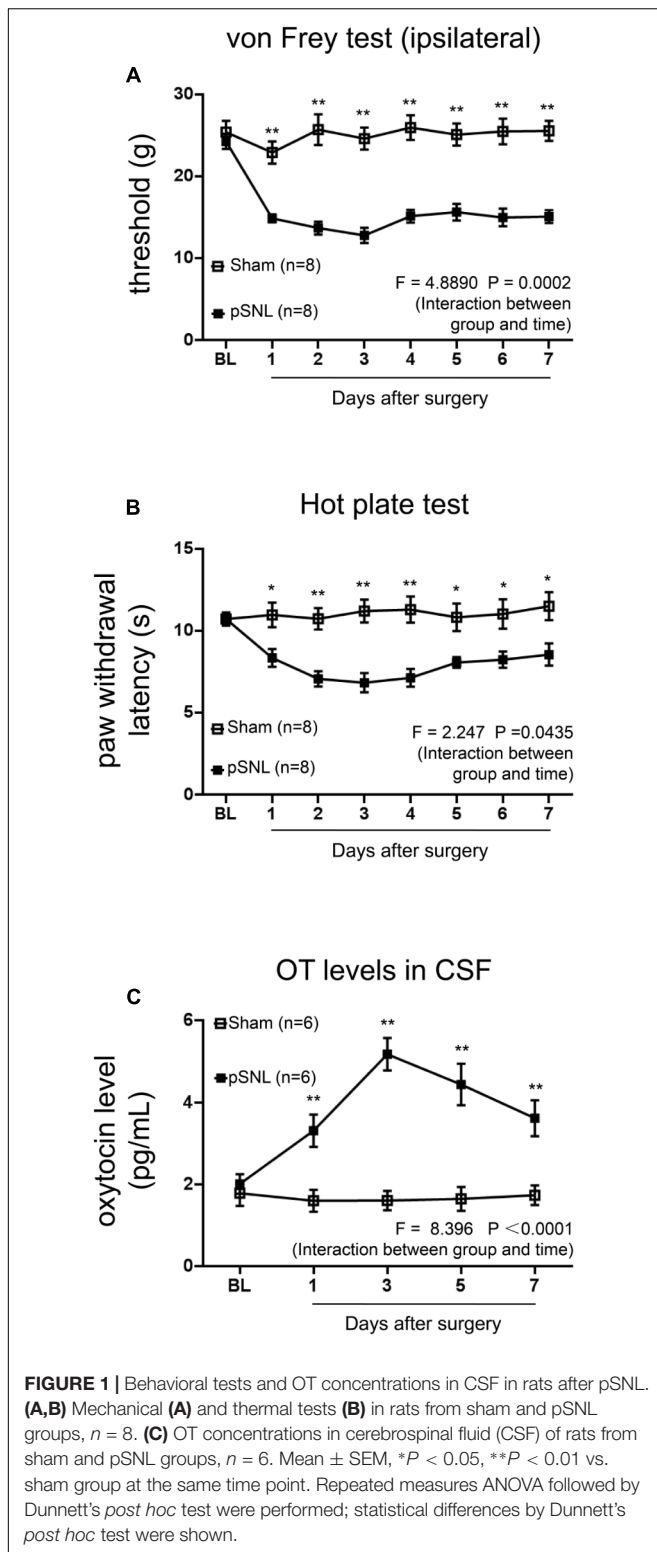 von Frey test (ipsilateral)
A
30
20
10
0
threshold (g)
** ** ** ** ** ** **
Sham (n=8)
pSNL (n=8)
F = 4.8890 P = 0.0002
(Interaction between
group and time)
BL 1 2 3 4 5 6 7
Days after surgery
Hot plate test
B
15
10
5
0
paw withdrawal
latency (s)
* ** ** ** * * *
Sham (n=8)
pSNL (n=8)
F = 2.247 P =0.0435
(Interaction between
group and time)
BL 1 2 3 4 5 6 7
Days after surgery
OT levels in CSF
C
6
4
2
0
oxytocin level
(pg/mL)
Sham (n=6)
pSNL (n=6)
** ** ** **
F = 8.396 P <0.0001
(Interaction between group and time)
BL 1 3 5 7
Days after surgery
FIGURE 1 | Behavioral tests and OT concentrations in CSF in rats after pSNL.
(A,B) Mechanical (A) and thermal tests (B) in rats from sham and pSNL
groups, n = 8. (C) OT concentrations in cerebrospinal fluid (CSF) of rats from
sham and pSNL groups, n = 6. Mean ± SEM, *P < 0.05, **P < 0.01 vs.
sham group at the same time point. Repeated measures ANOVA followed by
Dunnett's post hoc test were performed; statistical differences by Dunnett's
post hoc test were shown.